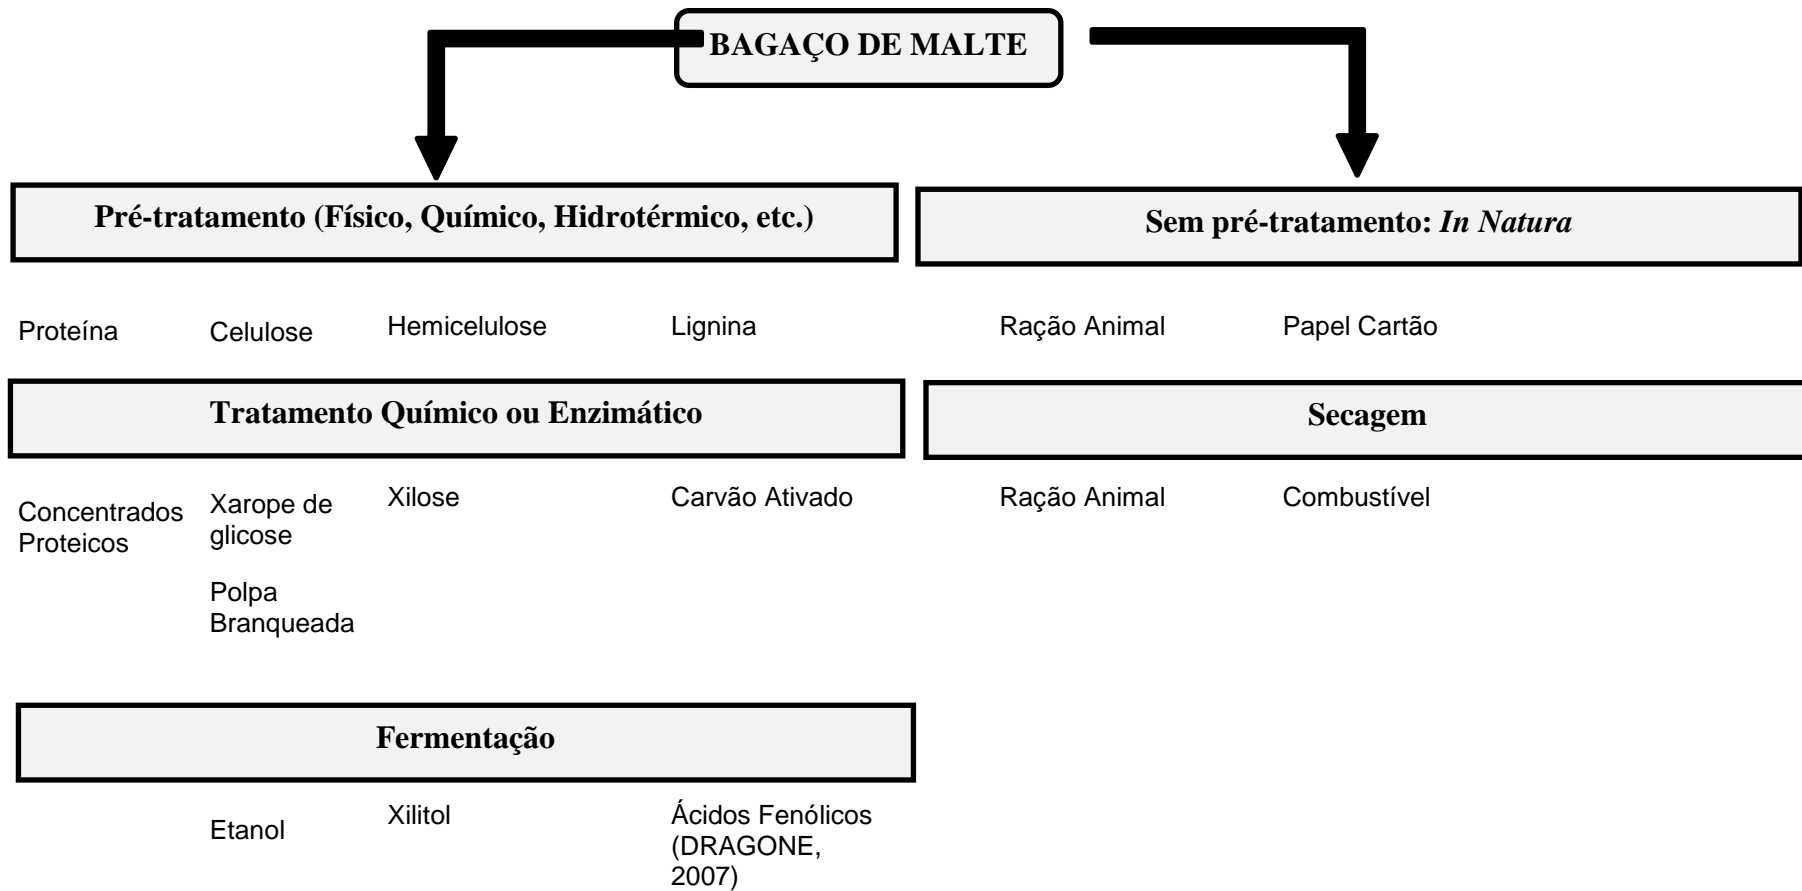 BAGAÇO DE MALTE
Pré-tratamento (Físico, Químico, Hidrotérmico, etc.)
Sem pré-tratamento: In Natura
Proteína
Celulose
Hemicelulose
Lignina
Ração Animal
Papel Cartão
Tratamento Químico ou Enzimático
Secagem
Concentrados
Proteicos
Xarope de
glicose
Polpa
Branqueada
Xilose
Carvão Ativado
Ração Animal
Combustível
Fermentação
Etanol
Xilitol
Ácidos Fenólicos
(DRAGONE,
2007)